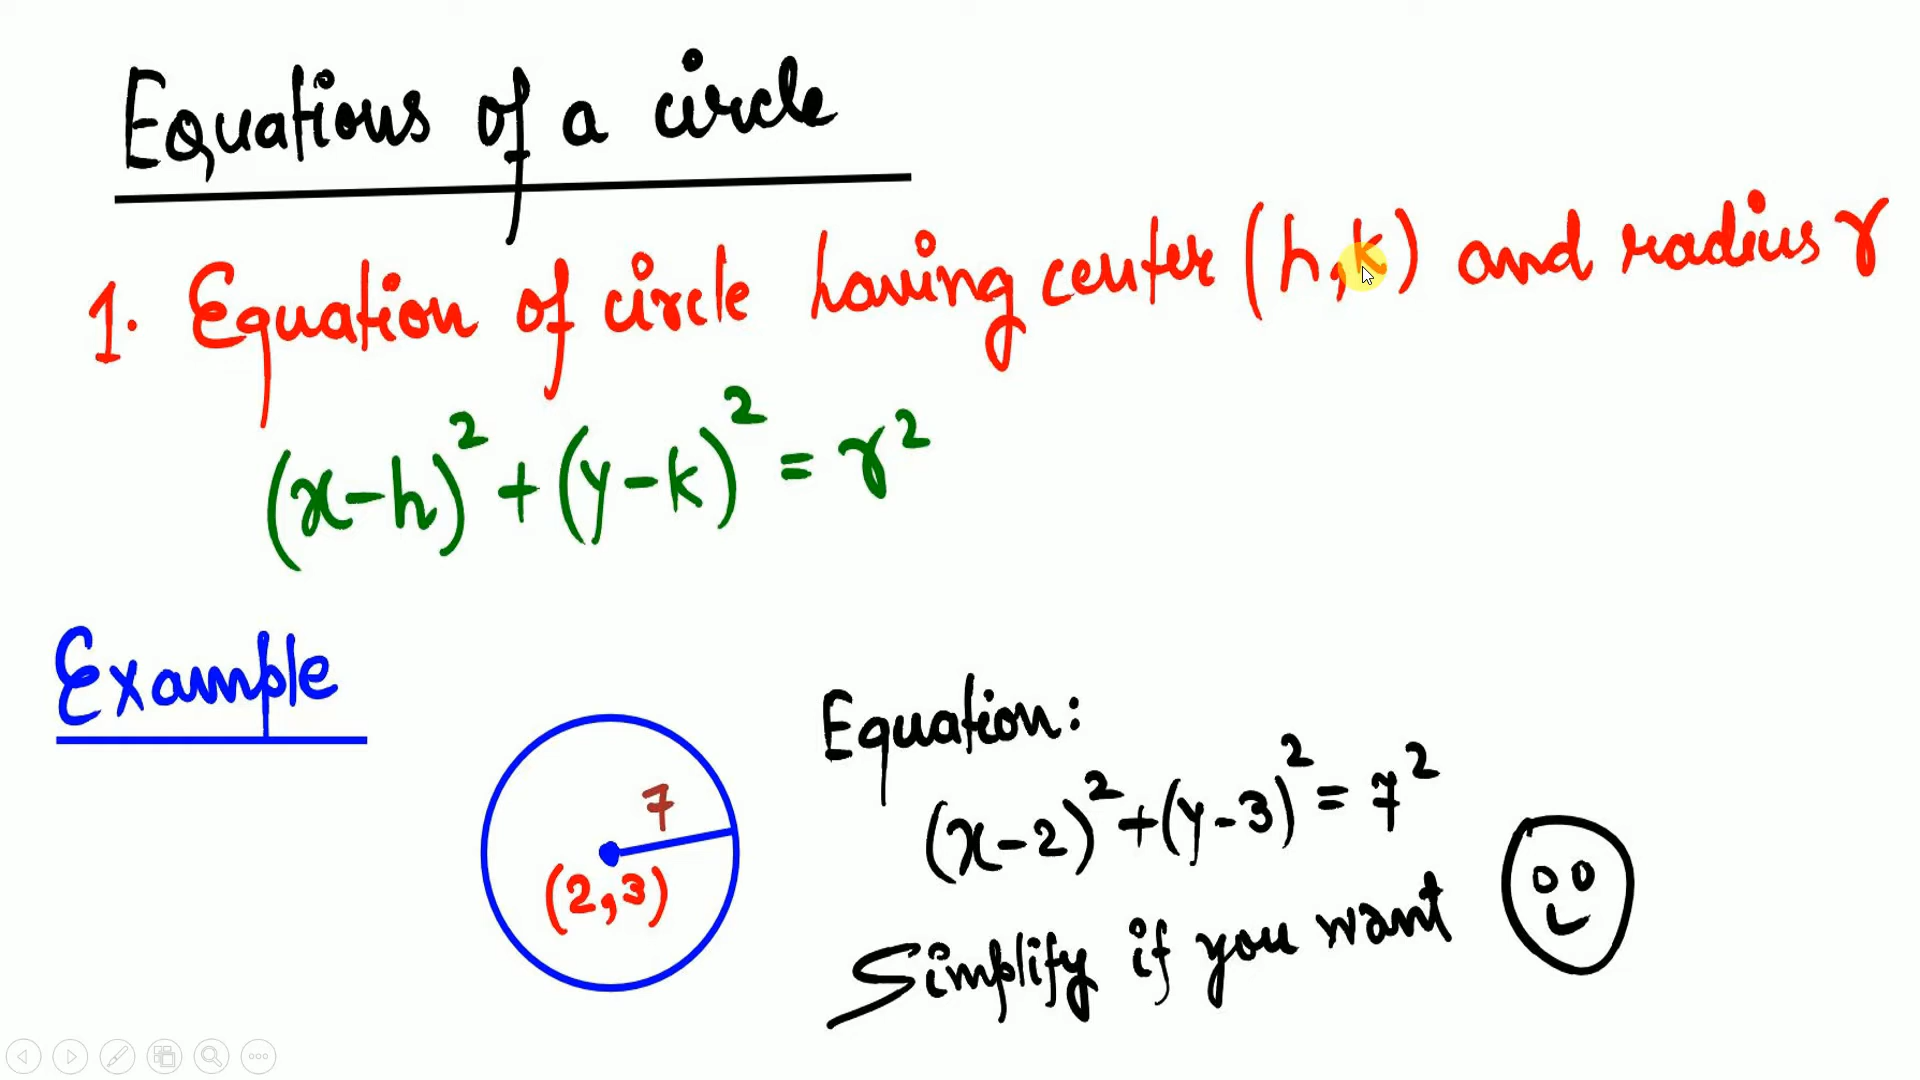 Equations of a circle
1. Equation of circle having center (h,k) and radius r
(x-h)² + (y-k)² = r²
Example
7
(2,3)
Equation:
(x-2)² + (y-3)² = 7²
Simplify if you want